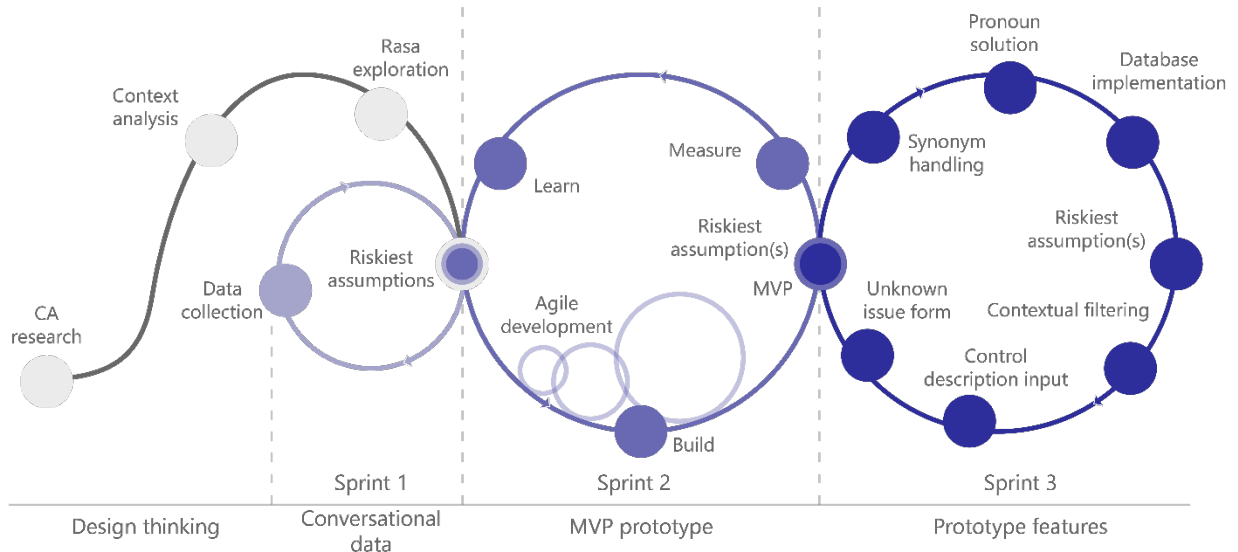 CA
research
Context
analysis
Rasa
exploration
Data
collection
Riskiest
assumptions
Learn
Measure
Agile
development
Build
Riskiest
assumption(s)
MVP
Synonym
handling
Pronoun
solution
Database
implementation
Riskiest
assumption(s)
Contextual filtering
Control
description input
Unknown
issue form
Sprint 1
Sprint 2
Sprint 3
Design thinking
Conversational
data
MVP prototype
Prototype features